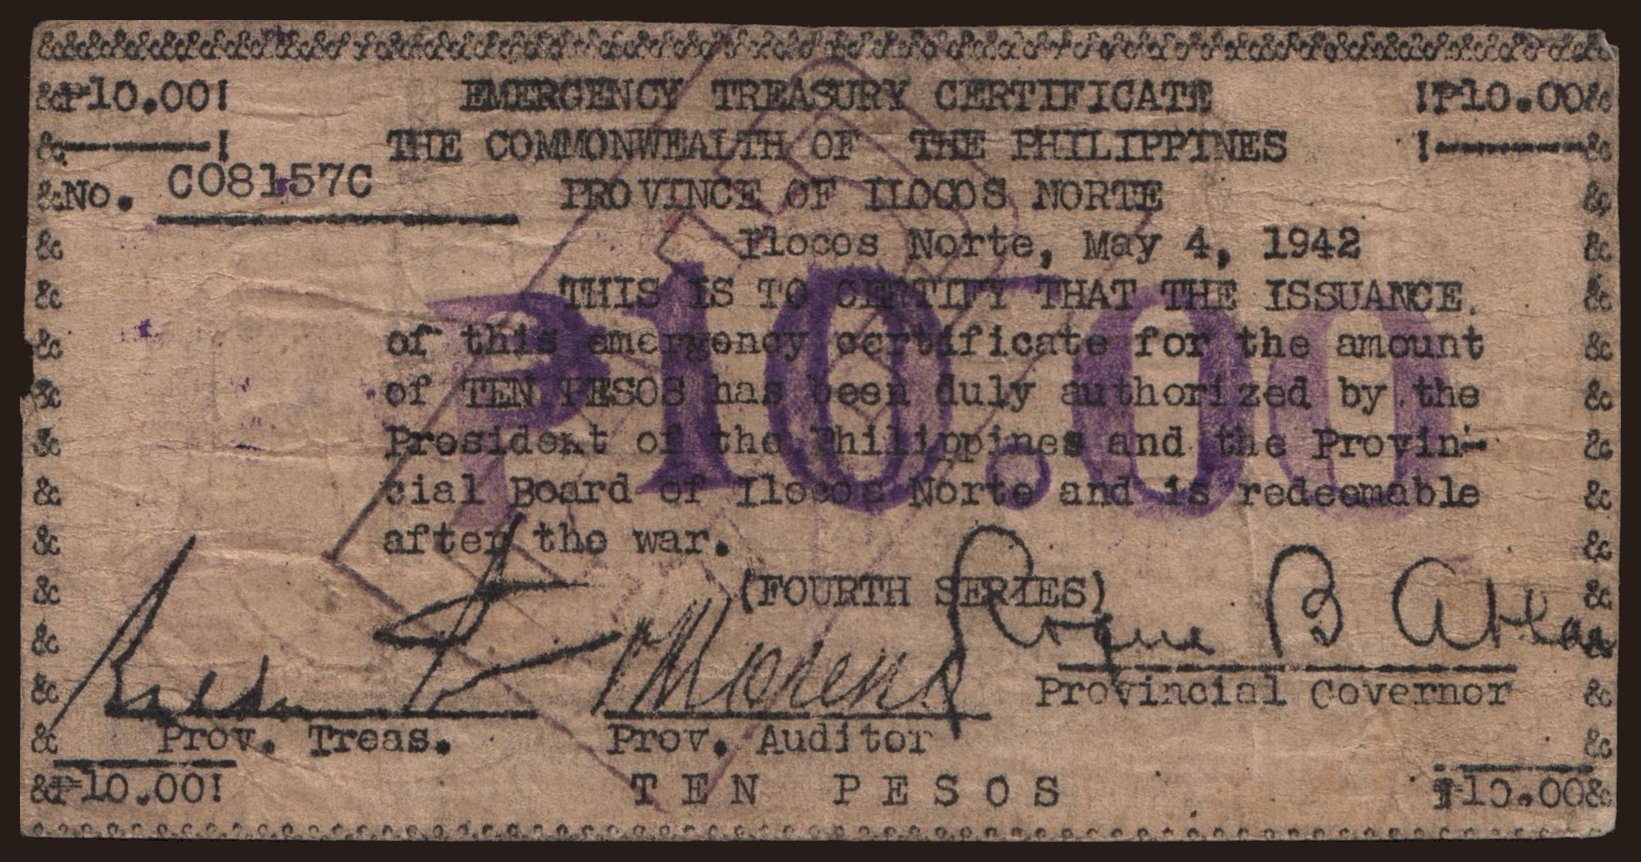 ₱10.00! EMERGENCY TREASURY CERTIFICATE !₱10.00
THE COMMONWEALTH OF THE PHILIPPINES
No. C08157C PROVINCE OF ILOCOS NORTE
Ilocos Norte, May 4, 1942
THIS IS TO CERTIFY THAT THE ISSUANCE
of this emergency certificate for the amount
of TEN PESOS has been duly authorized by the
President of the Philippines and the Provin-
cial Board of Ilocos Norte and is redeemable
after the war.
₱10.00
(FOURTH SERIES)
Roque B Ablan
Provincial Governor
Prov. Treas. Prov. Auditor
₱10.00! TEN PESOS ₱10.00